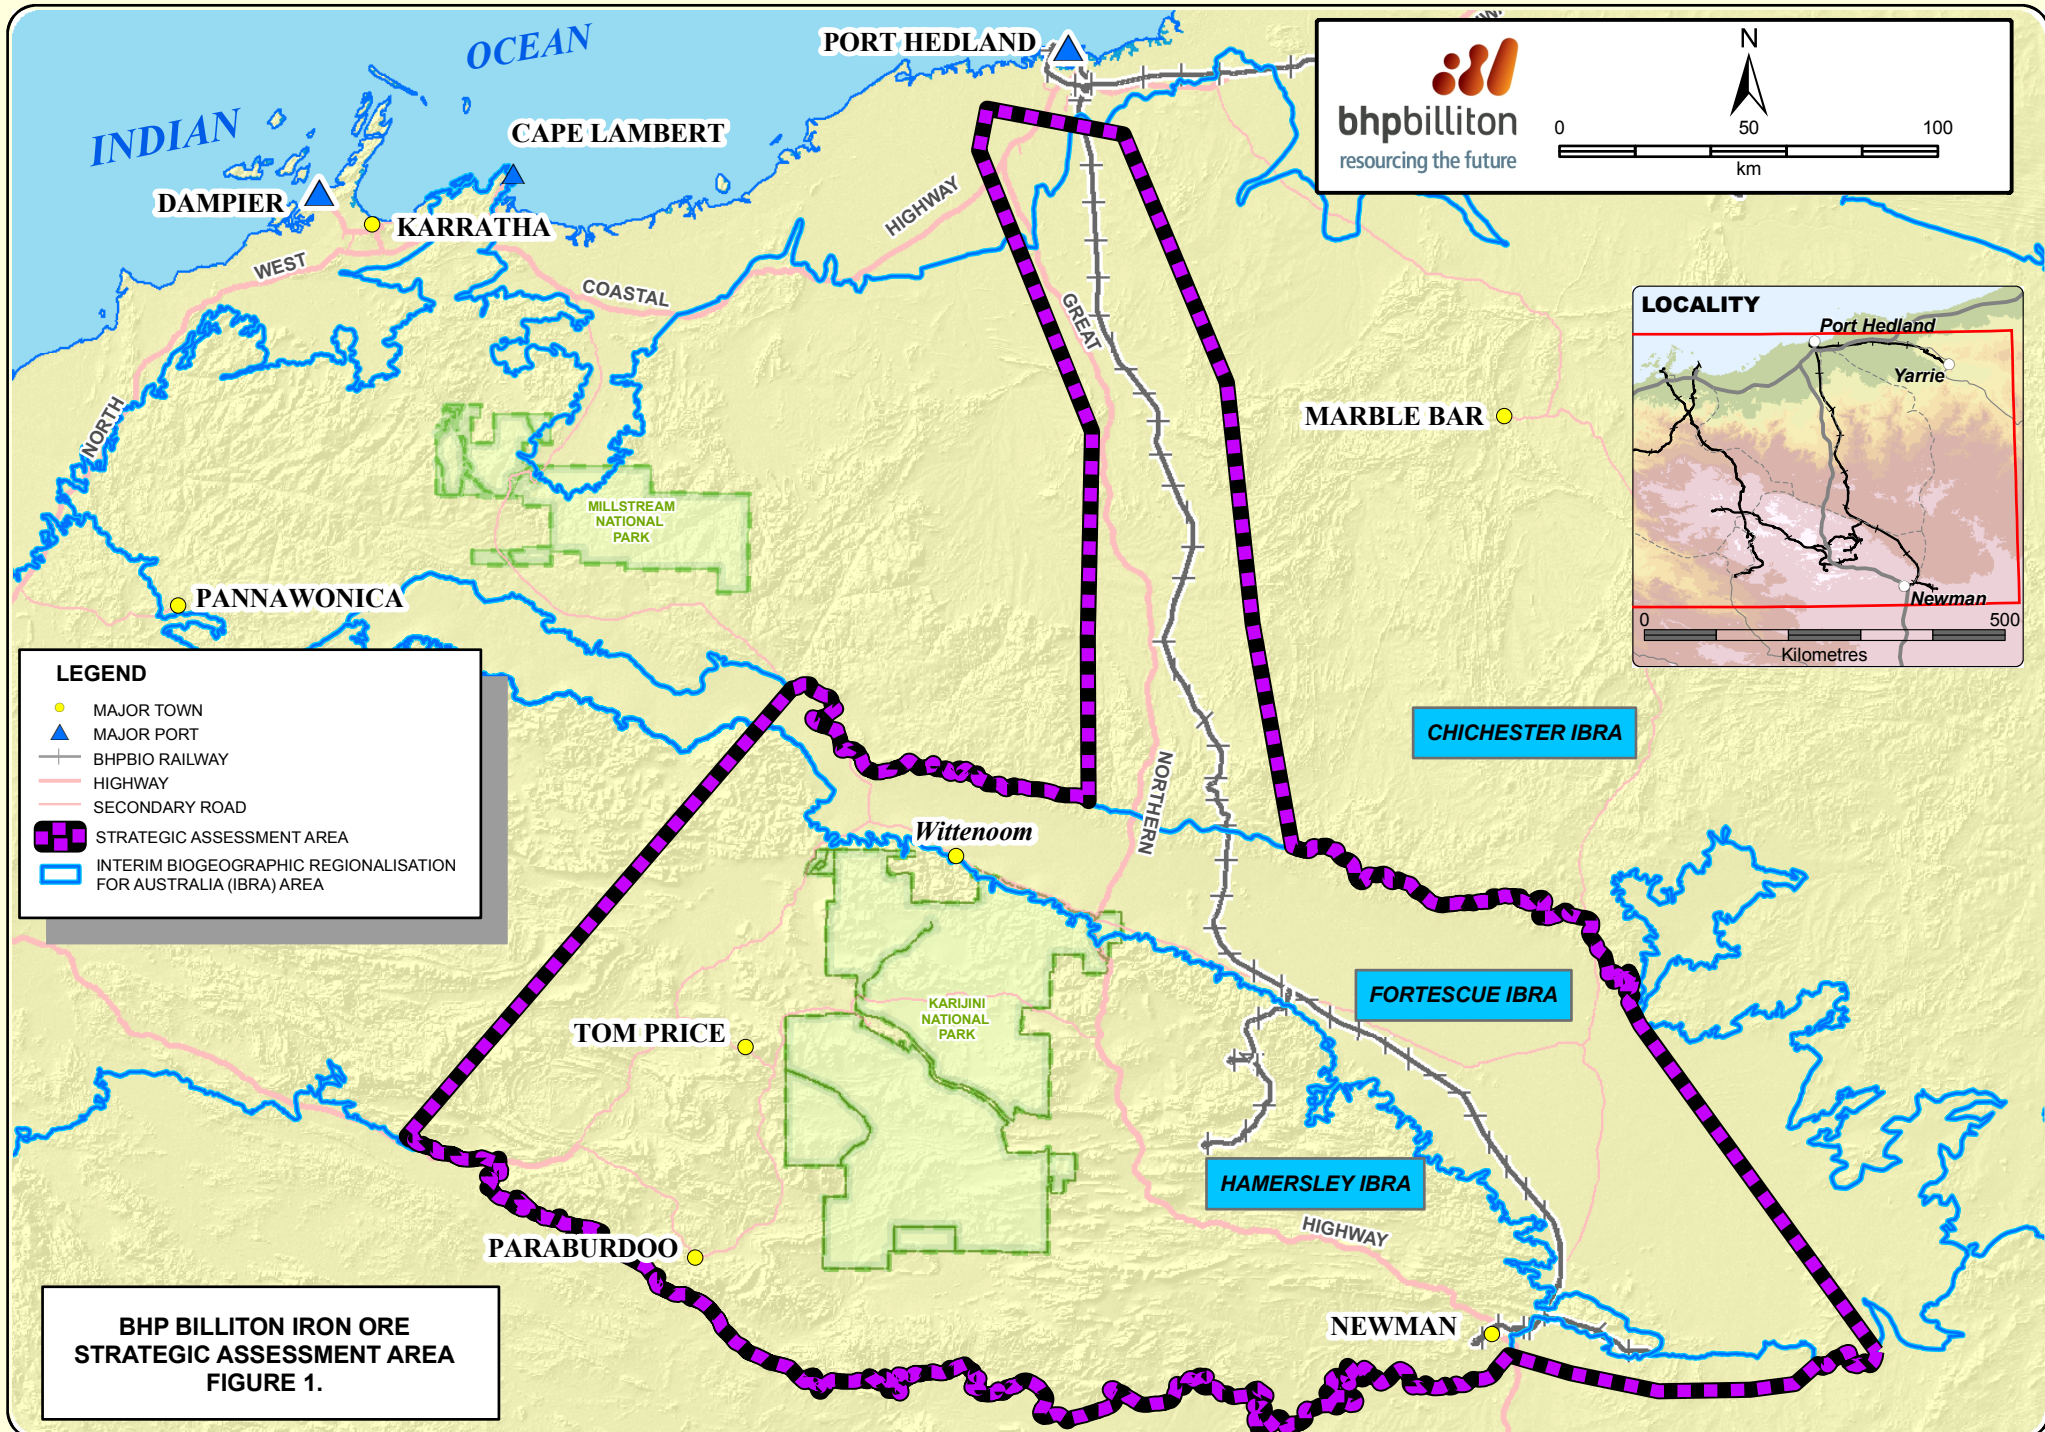 OCEAN
INDIAN
PORT HEDLAND
CAPE LAMBERT
DAMPIER
KARRATHA
WEST
COASTAL
HIGHWAY
NORTH
GREAT
NORTHERN
HIGHWAY
MARBLE BAR
MILLSTREAM
NATIONAL
PARK
PANNAWONICA
bhpbilliton
resourcing the future
N
0 50 100
km
LOCALITY
Port Hedland
Yarrie
Newman
0 500
Kilometres
LEGEND
MAJOR TOWN
MAJOR PORT
BHPBIO RAILWAY
HIGHWAY
SECONDARY ROAD
STRATEGIC ASSESSMENT AREA
INTERIM BIOGEOGRAPHIC REGIONALISATION
FOR AUSTRALIA (IBRA) AREA
CHICHESTER IBRA
Wittenoom
FORTESCUE IBRA
KARIJINI
NATIONAL
PARK
TOM PRICE
HAMERSLEY IBRA
PARABURDOO
NEWMAN
BHP BILLITON IRON ORE
STRATEGIC ASSESSMENT AREA
FIGURE 1.